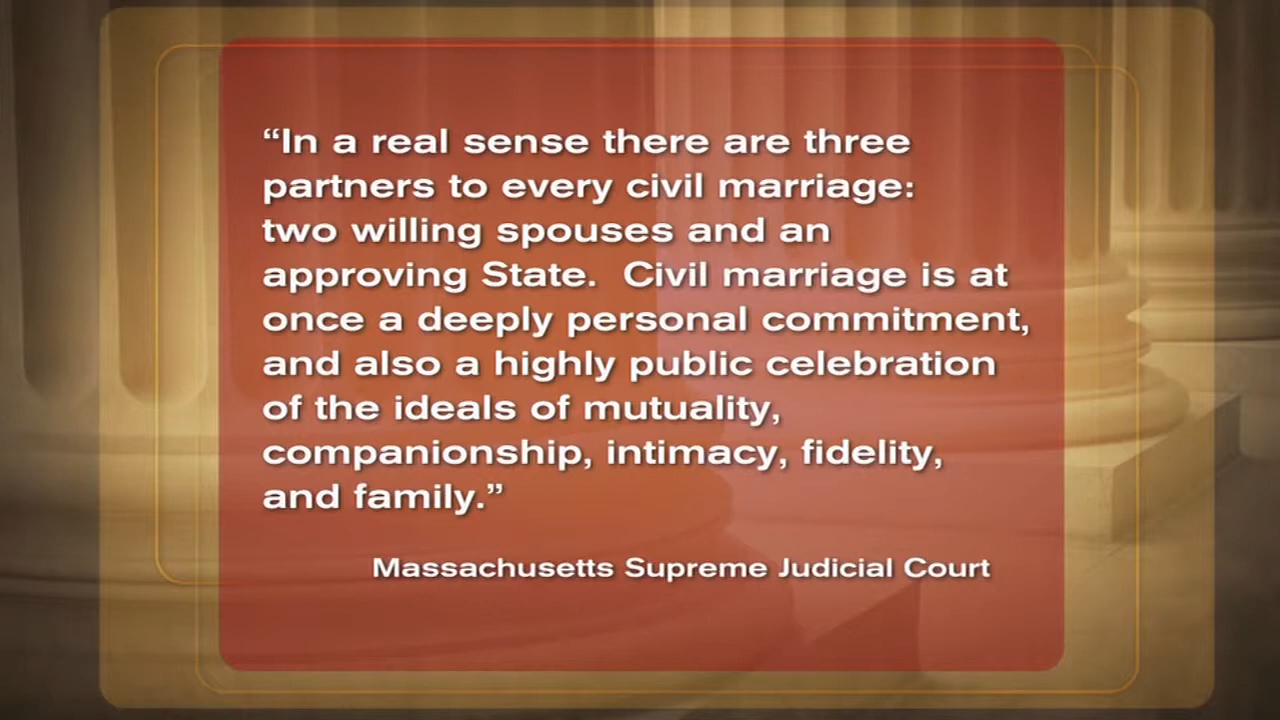 “In a real sense there are three
partners to every civil marriage:
two willing spouses and an
approving State.  Civil marriage is at
once a deeply personal commitment,
and also a highly public celebration
of the ideals of mutuality,
companionship, intimacy, fidelity,
and family.”
Massachusetts Supreme Judicial Court